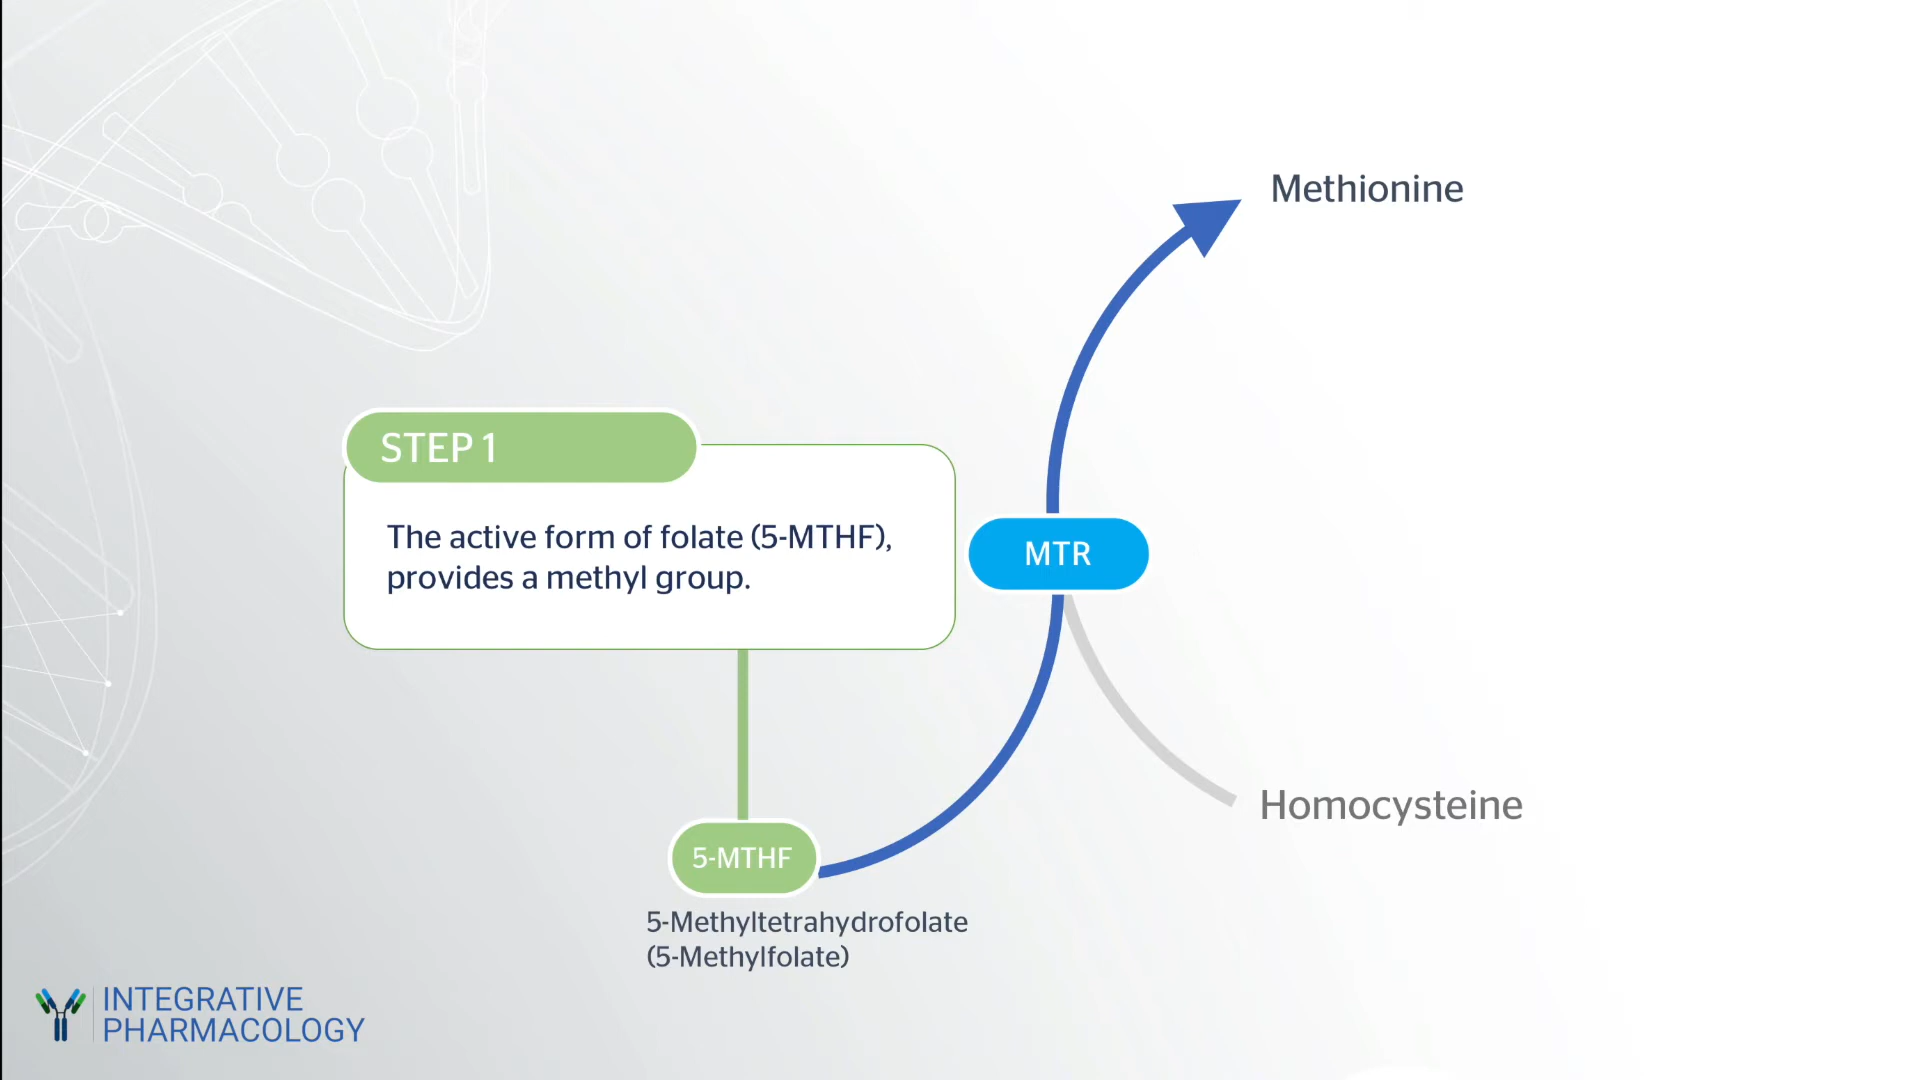 Methionine
STEP 1
The active form of folate (5-MTHF),
provides a methyl group.
MTR
Homocysteine
5-MTHF
5-Methyltetrahydrofolate
(5-Methylfolate)
INTEGRATIVE
PHARMACOLOGY